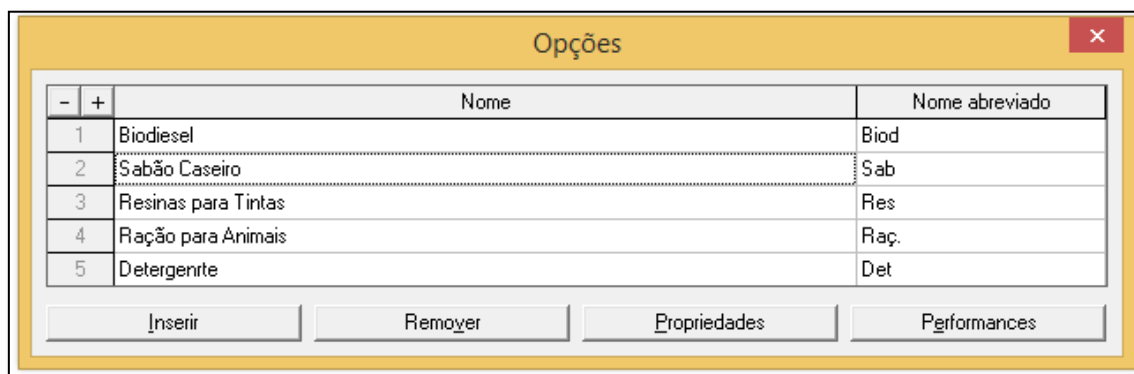 Opções
- + Nome Nome abreviado
1 Biodiesel Biod
2 Sabão Caseiro Sab
3 Resinas para Tintas Res
4 Ração para Animais Raç.
5 Detergenrte Det
Inserir Remover Propriedades Performances